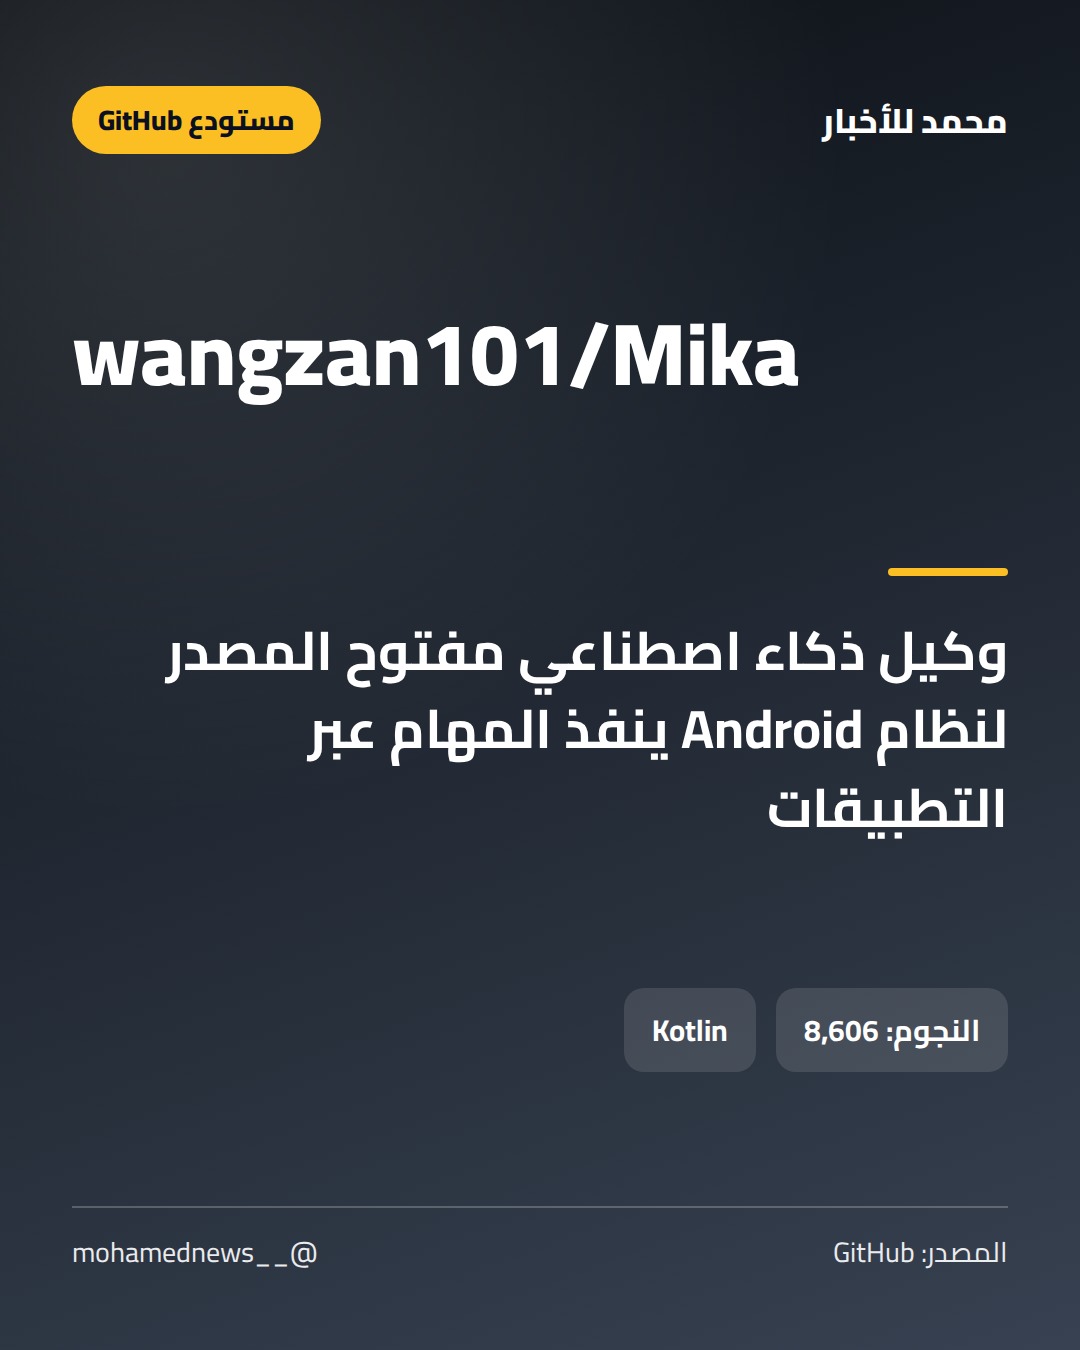 محمد للأخبار
مستودع GitHub
wangzan101/Mika
وكيل ذكاء اصطناعي مفتوح المصدر
لنظام Android ينفذ المهام عبر
التطبيقات
النجوم: 8,606
Kotlin
المصدر: GitHub
mohamednews__@